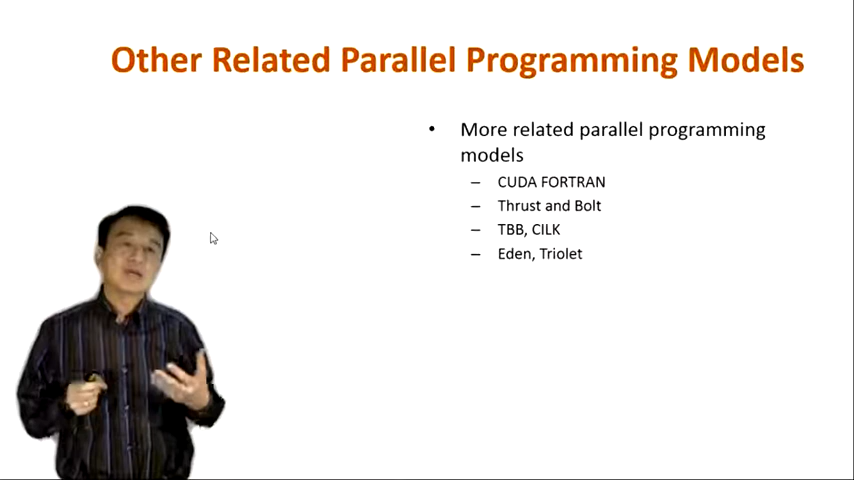 Other Related Parallel Programming Models
• More related parallel programming
models
– CUDA FORTRAN
– Thrust and Bolt
– TBB, CILK
– Eden, Triolet